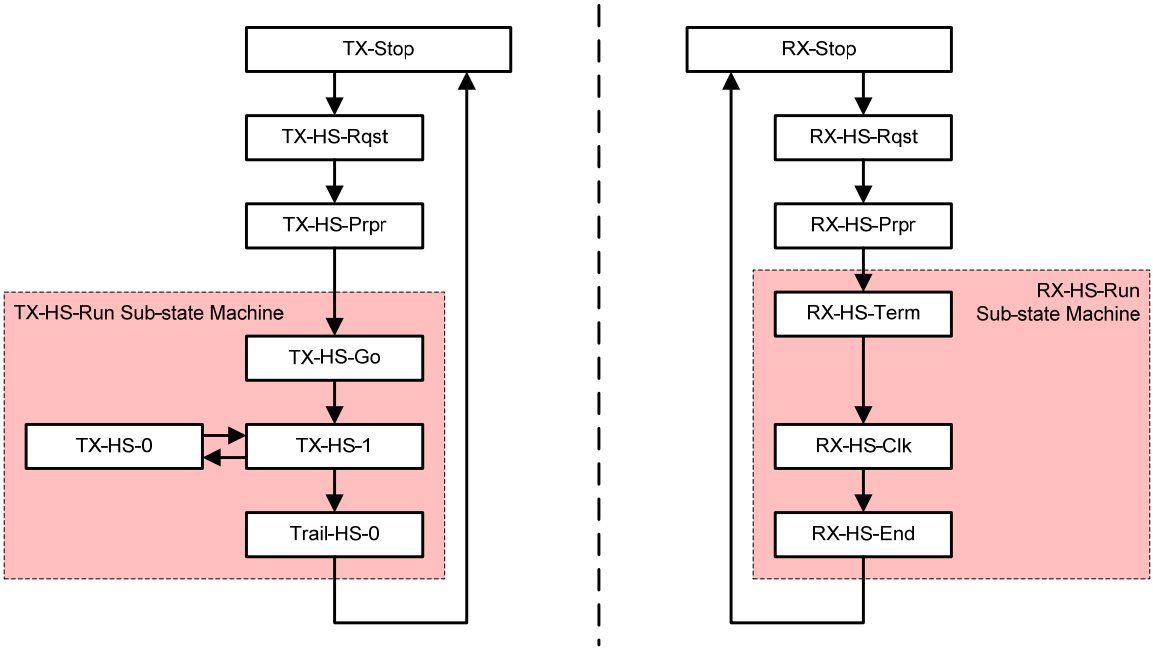 TX-Stop
TX-HS-Rqst
TX-HS-Prpr
TX-HS-Run Sub-state Machine
TX-HS-Go
TX-HS-0
TX-HS-1
Trail-HS-0
RX-Stop
RX-HS-Rqst
RX-HS-Prpr
RX-HS-Run
Sub-state Machine
RX-HS-Term
RX-HS-Clk
RX-HS-End